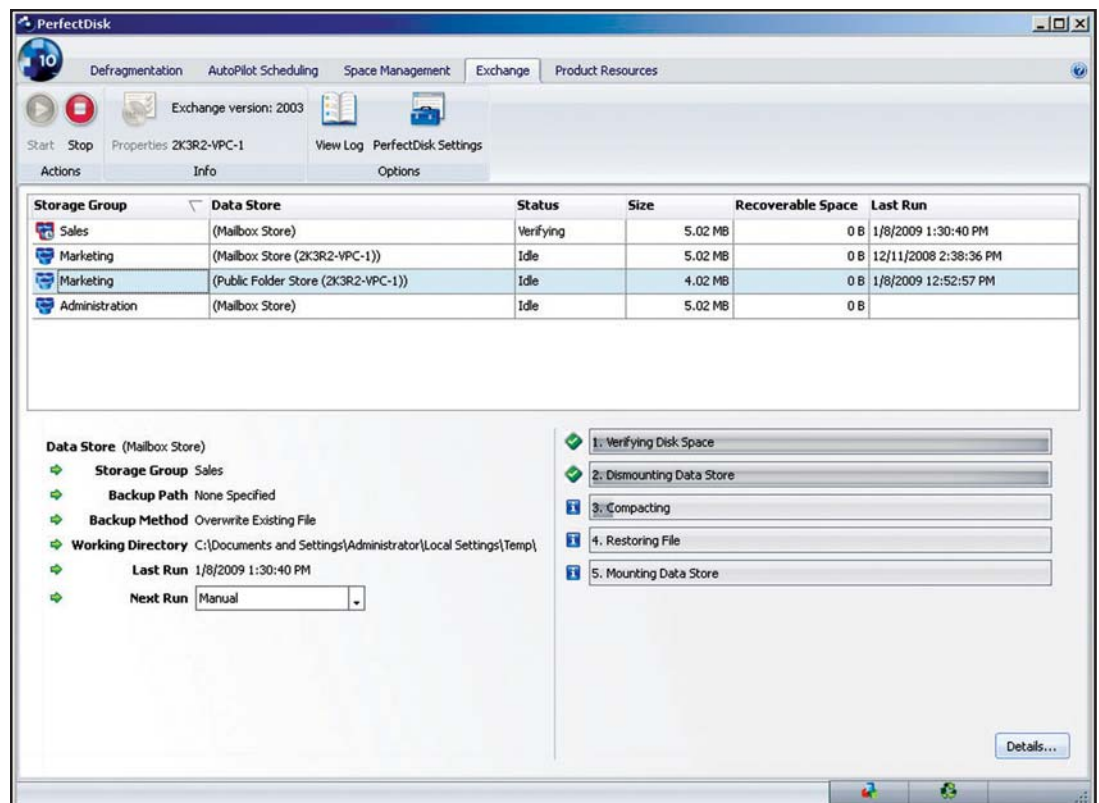 PerfectDisk
10
Defragmentation AutoPilot Scheduling Space Management Exchange Product Resources
Exchange version: 2003
Start Stop Properties 2K3R2-VPC-1 View Log PerfectDisk Settings
Actions Info Options
Storage Group Data Store Status Size Recoverable Space Last Run
Sales (Mailbox Store) Verifying 5.02 MB 0 B 1/8/2009 1:30:40 PM
Marketing (Mailbox Store (2K3R2-VPC-1)) Idle 5.02 MB 0 B 12/11/2008 2:38:36 PM
Marketing (Public Folder Store (2K3R2-VPC-1)) Idle 4.02 MB 0 B 1/8/2009 12:52:57 PM
Administration (Mailbox Store) Idle 5.02 MB 0 B
Data Store (Mailbox Store)
Storage Group Sales
Backup Path None Specified
Backup Method Overwrite Existing File
Working Directory C:\Documents and Settings\Administrator\Local Settings\Temp\
Last Run 1/8/2009 1:30:40 PM
Next Run Manual
1. Verifying Disk Space
2. Dismounting Data Store
3. Compacting
4. Restoring File
5. Mounting Data Store
Details...